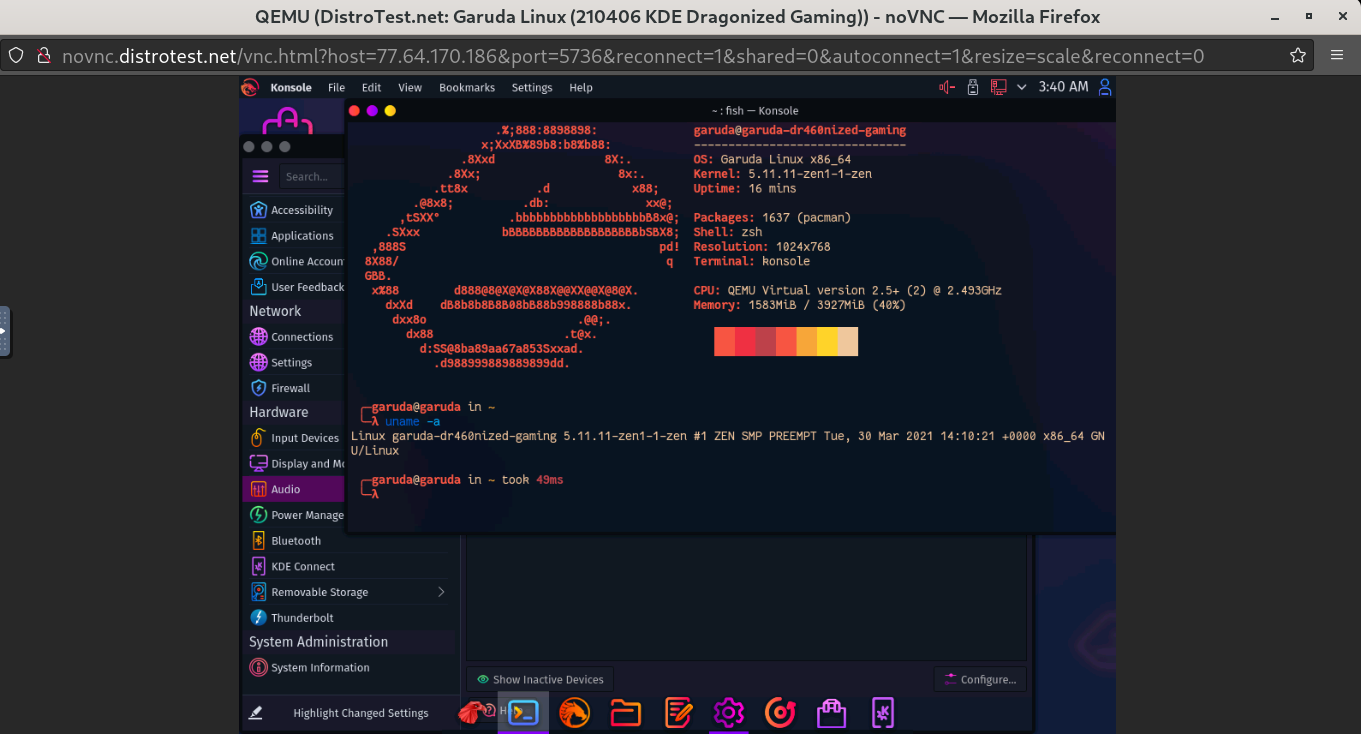 QEMU (DistroTest.net: Garuda Linux (210406 KDE Dragonized Gaming)) - noVNC — Mozilla Firefox
novnc.distrotest.net/vnc.html?host=77.64.170.186&port=5736&reconnect=1&shared=0&autoconnect=1&resize=scale&reconnect=0
Konsole File Edit View Bookmarks Settings Help 3:40 AM
~ : fish — Konsole
.%;888:8898898:
x;XxXB%89b8:b8%b88:
.8Xxd 8X:.
.8Xx; 8x:.
.tt8x .d x88;
.@8x8; .db: xx@;
,tSXX° .bbbbbbbbbbbbbbbbbbbB8x@;
.SXxx bBBBBBBBBBBBBBBBBBBBbSBX8;
,888S pd!
8X88/ q
GBB.
x%88 d888@8@X@X@X88X@@XX@@X@8@X.
dxXd dB8b8b8B8B08bB88b998888b88x.
dxx8o .@@;.
dx88 .t@x.
d:SS@8ba89aa67a853Sxxad.
.d988999889889899dd.
garuda@garuda-dr460nized-gaming
-------------------------------
OS: Garuda Linux x86_64
Kernel: 5.11.11-zen1-1-zen
Uptime: 16 mins
Packages: 1637 (pacman)
Shell: zsh
Resolution: 1024x768
Terminal: konsole
CPU: QEMU Virtual version 2.5+ (2) @ 2.493GHz
Memory: 1583MiB / 3927MiB (40%)
╭─garuda@garuda in ~
╰─λ uname -a
Linux garuda-dr460nized-gaming 5.11.11-zen1-1-zen #1 ZEN SMP PREEMPT Tue, 30 Mar 2021 14:10:21 +0000 x86_64 GN
U/Linux
╭─garuda@garuda in ~ took 49ms
╰─λ
Search...
Accessibility
Applications
Online Accoun
User Feedback
Network
Connections
Settings
Firewall
Hardware
Input Devices
Display and Mo
Audio
Power Manage
Bluetooth
KDE Connect
Removable Storage
Thunderbolt
System Administration
System Information
Highlight Changed Settings
Show Inactive Devices
Configure...